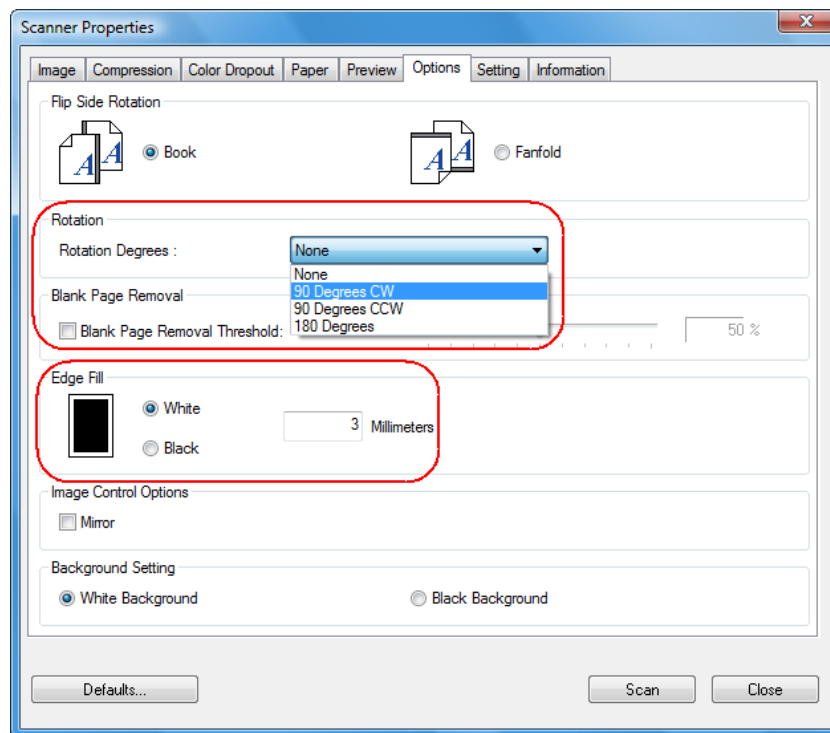 Scanner Properties
Image Compression Color Dropout Paper Preview Options Setting Information
Flip Side Rotation
A A Book A A Fanfold
Rotation
Rotation Degrees : None
None
90 Degrees CW
90 Degrees CCW
180 Degrees
Blank Page Removal
Blank Page Removal Threshold: 50 %
Edge Fill
White
3 Millimeters
Black
Image Control Options
Mirror
Background Setting
White Background Black Background
Defaults... Scan Close